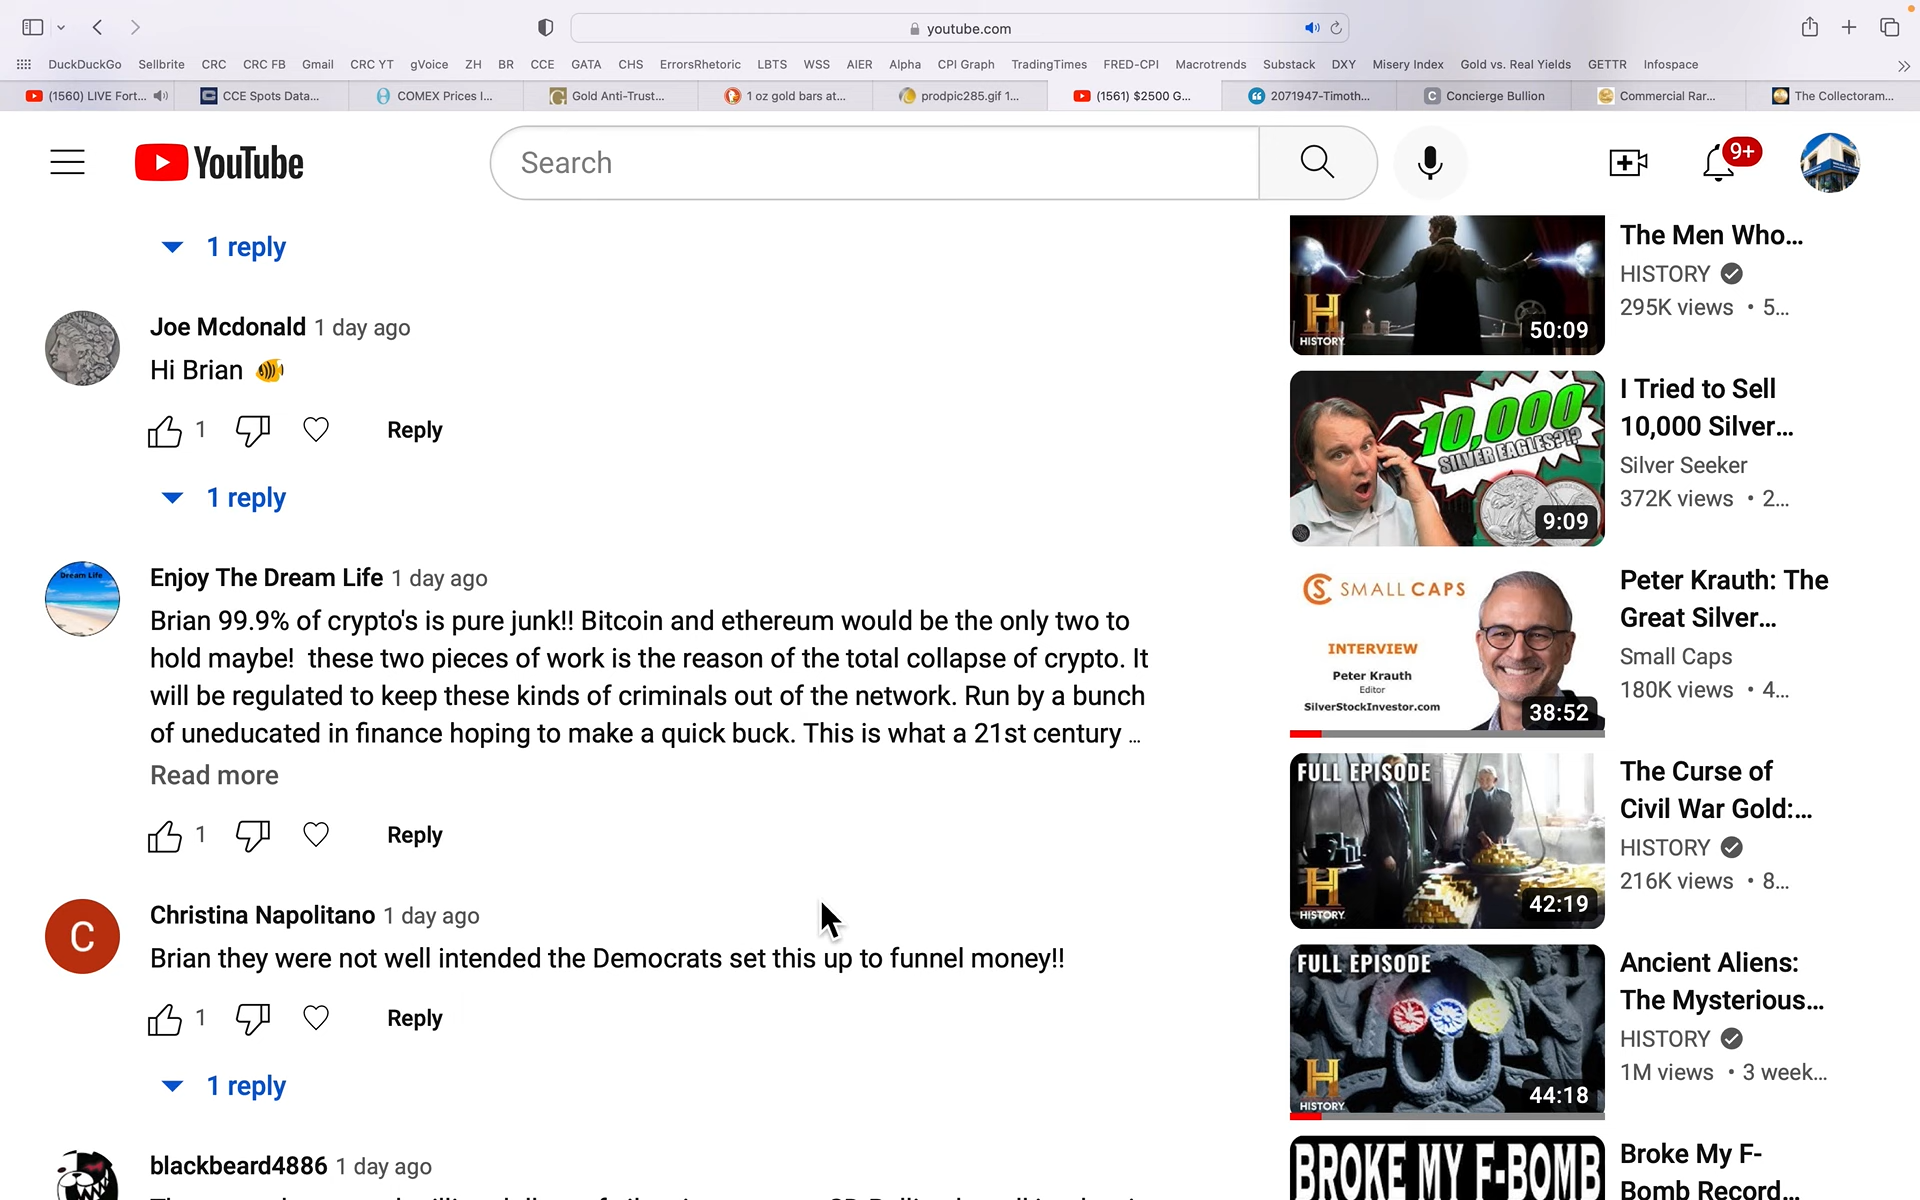 youtube.com
DuckDuckGo Sellbrite CRC CRC FB Gmail CRC YT gVoice ZH BR CCE GATA CHS ErrorsRhetoric LBTS WSS AIER Alpha CPI Graph TradingTimes FRED-CPI Macrotrends Substack DXY Misery Index Gold vs. Real Yields GETTR Infospace
(1560) LIVE Fort... CCE Spots Data... COMEX Prices I... Gold Anti-Trust... 1 oz gold bars at... prodpic285.gif 1... (1561) $2500 G... 2071947-Timoth... Concierge Bullion Commercial Rar... The Collectoram...
YouTube
Search
9+
1 reply
Joe Mcdonald 1 day ago
Hi Brian 🐠
1 Reply
1 reply
Dream Life
Enjoy The Dream Life 1 day ago
Brian 99.9% of crypto's is pure junk!! Bitcoin and ethereum would be the only two to
hold maybe!  these two pieces of work is the reason of the total collapse of crypto. It
will be regulated to keep these kinds of criminals out of the network. Run by a bunch
of uneducated in finance hoping to make a quick buck. This is what a 21st century ...
Read more
1 Reply
C
Christina Napolitano 1 day ago
Brian they were not well intended the Democrats set this up to funnel money!!
1 Reply
1 reply
blackbeard4886 1 day ago
H
HISTORY
50:09
The Men Who...
HISTORY
295K views • 5...
10,000
SILVER EAGLES?!?
9:09
I Tried to Sell
10,000 Silver...
Silver Seeker
372K views • 2...
SMALL CAPS
INTERVIEW
Peter Krauth
Editor
SilverStockInvestor.com
38:52
Peter Krauth: The
Great Silver...
Small Caps
180K views • 4...
FULL EPISODE
H
HISTORY
42:19
The Curse of
Civil War Gold:...
HISTORY
216K views • 8...
FULL EPISODE
H
HISTORY
44:18
Ancient Aliens:
The Mysterious...
HISTORY
1M views • 3 week...
BROKE MY F-BOMB
Broke My F-
Bomb Record...